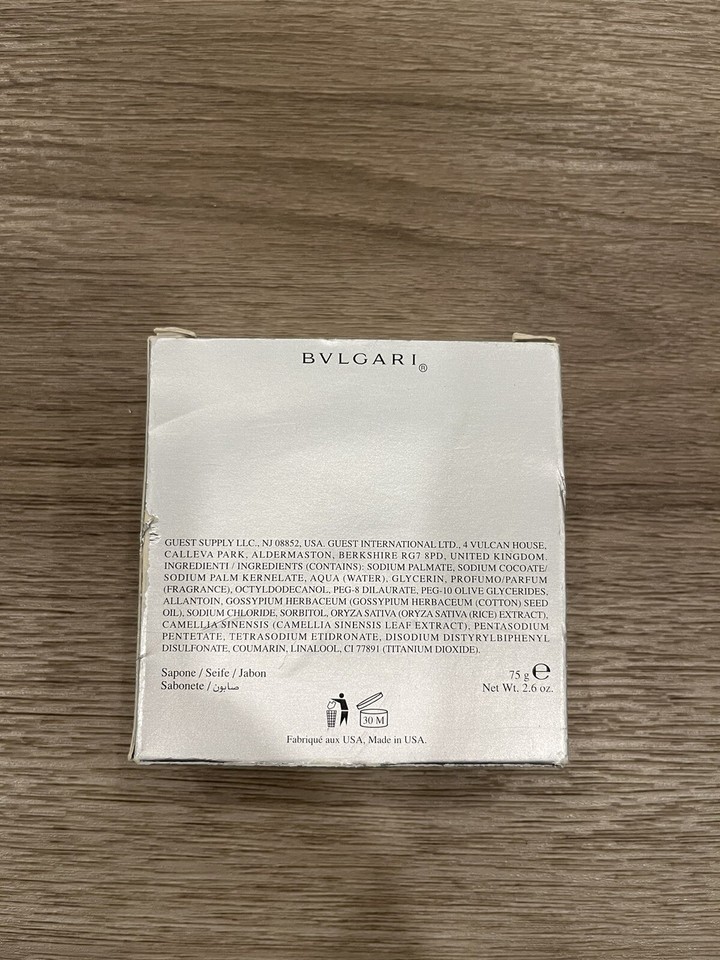 BVLGARI®
GUEST SUPPLY LLC., NJ 08852, USA. GUEST INTERNATIONAL LTD., 4 VULCAN HOUSE,
CALLEVA PARK, ALDERMASTON, BERKSHIRE RG7 8PD, UNITED KINGDOM.
INGREDIENTI / INGREDIENTS (CONTAINS): SODIUM PALMATE, SODIUM COCOATE/
SODIUM PALM KERNELATE, AQUA (WATER), GLYCERIN, PROFUMO/PARFUM
(FRAGRANCE), OCTYLDODECANOL, PEG-8 DILAURATE, PEG-10 OLIVE GLYCERIDES,
ALLANTOIN, GOSSYPIUM HERBACEUM (GOSSYPIUM HERBACEUM (COTTON) SEED
OIL), SODIUM CHLORIDE, SORBITOL, ORYZA SATIVA (ORYZA SATIVA (RICE) EXTRACT),
CAMELLIA SINENSIS (CAMELLIA SINENSIS LEAF EXTRACT), PENTASODIUM
PENTETATE, TETRASODIUM ETIDRONATE, DISODIUM DISTYRYLBIPHENYL
DISULFONATE, COUMARIN, LINALOOL, CI 77891 (TITANIUM DIOXIDE).
Sapone / Seife / Jabon
Sabonete / صابون
75 g ℮
Net Wt. 2.6 oz.
30 M
Fabriqué aux USA, Made in USA.